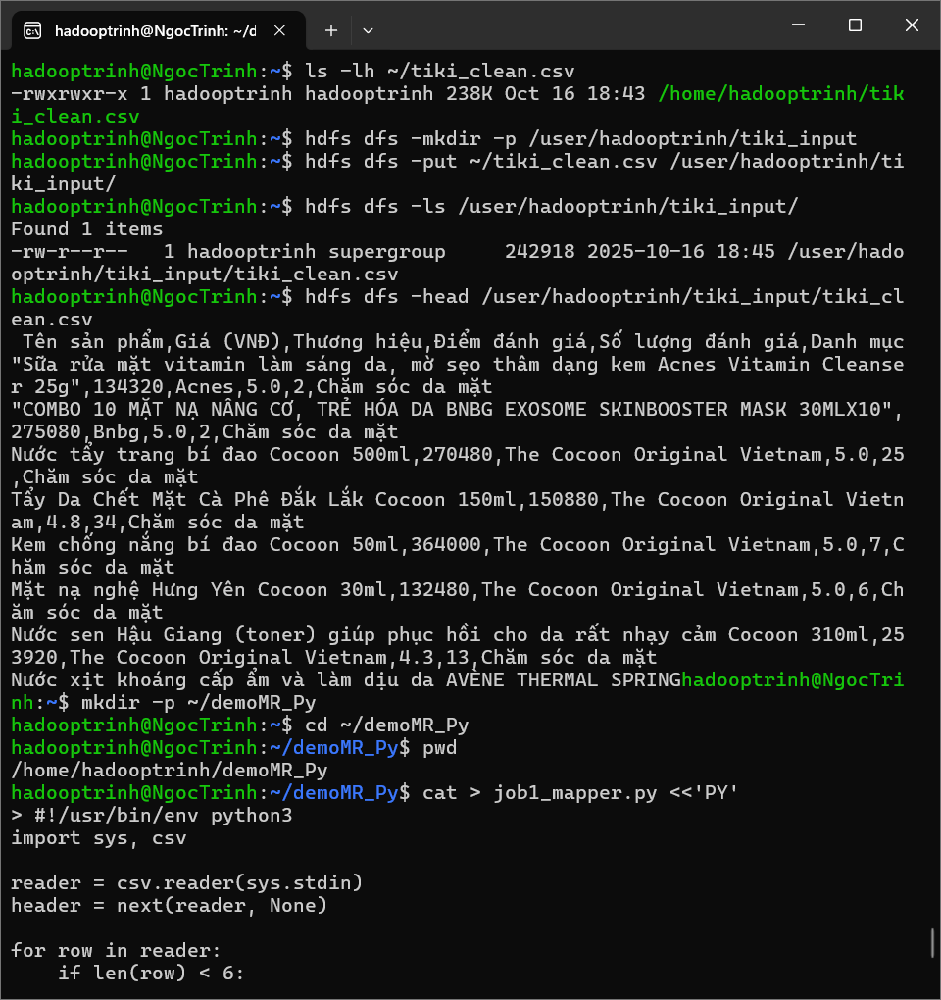 hadooptrinh@NgocTrinh: ~/d
hadooptrinh@NgocTrinh:~$ ls -lh ~/tiki_clean.csv
-rwxrwxr-x 1 hadooptrinh hadooptrinh 238K Oct 16 18:43 /home/hadooptrinh/tik
i_clean.csv
hadooptrinh@NgocTrinh:~$ hdfs dfs -mkdir -p /user/hadooptrinh/tiki_input
hadooptrinh@NgocTrinh:~$ hdfs dfs -put ~/tiki_clean.csv /user/hadooptrinh/ti
ki_input/
hadooptrinh@NgocTrinh:~$ hdfs dfs -ls /user/hadooptrinh/tiki_input/
Found 1 items
-rw-r--r--   1 hadooptrinh supergroup     242918 2025-10-16 18:45 /user/hado
optrinh/tiki_input/tiki_clean.csv
hadooptrinh@NgocTrinh:~$ hdfs dfs -head /user/hadooptrinh/tiki_input/tiki_cl
ean.csv
 Tên sản phẩm,Giá (VNĐ),Thương hiệu,Điểm đánh giá,Số lượng đánh giá,Danh mục
"Sữa rửa mặt vitamin làm sáng da, mờ sẹo thâm dạng kem Acnes Vitamin Cleanse
r 25g",134320,Acnes,5.0,2,Chăm sóc da mặt
"COMBO 10 MẶT NẠ NÂNG CƠ, TRẺ HÓA DA BNBG EXOSOME SKINBOOSTER MASK 30MLX10",
275080,Bnbg,5.0,2,Chăm sóc da mặt
Nước tẩy trang bí đao Cocoon 500ml,270480,The Cocoon Original Vietnam,5.0,25
,Chăm sóc da mặt
Tẩy Da Chết Mặt Cà Phê Đắk Lắk Cocoon 150ml,150880,The Cocoon Original Vietn
am,4.8,34,Chăm sóc da mặt
Kem chống nắng bí đao Cocoon 50ml,364000,The Cocoon Original Vietnam,5.0,7,C
hăm sóc da mặt
Mặt nạ nghệ Hưng Yên Cocoon 30ml,132480,The Cocoon Original Vietnam,5.0,6,Ch
ăm sóc da mặt
Nước sen Hậu Giang (toner) giúp phục hồi cho da rất nhạy cảm Cocoon 310ml,25
3920,The Cocoon Original Vietnam,4.3,13,Chăm sóc da mặt
Nước xịt khoáng cấp ẩm và làm dịu da AVÈNE THERMAL SPRINGhadooptrinh@NgocTri
nh:~$ mkdir -p ~/demoMR_Py
hadooptrinh@NgocTrinh:~$ cd ~/demoMR_Py
hadooptrinh@NgocTrinh:~/demoMR_Py$ pwd
/home/hadooptrinh/demoMR_Py
hadooptrinh@NgocTrinh:~/demoMR_Py$ cat > job1_mapper.py <<'PY'
> #!/usr/bin/env python3
import sys, csv

reader = csv.reader(sys.stdin)
header = next(reader, None)

for row in reader:
    if len(row) < 6: